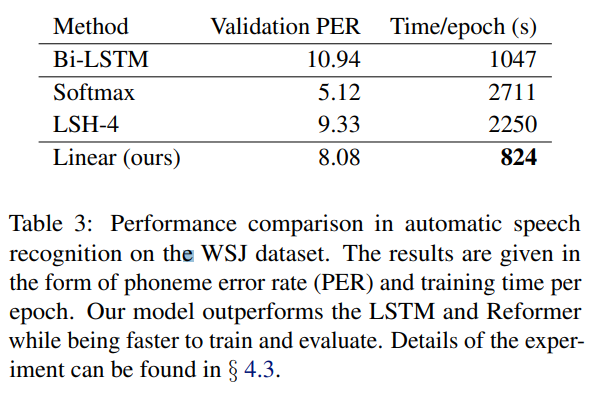 Method Validation PER Time/epoch (s)
Bi-LSTM 10.94 1047
Softmax 5.12 2711
LSH-4 9.33 2250
Linear (ours) 8.08 824
Table 3: Performance comparison in automatic speech
recognition on the WSJ dataset. The results are given in
the form of phoneme error rate (PER) and training time per
epoch. Our model outperforms the LSTM and Reformer
while being faster to train and evaluate. Details of the exper-
iment can be found in § 4.3.